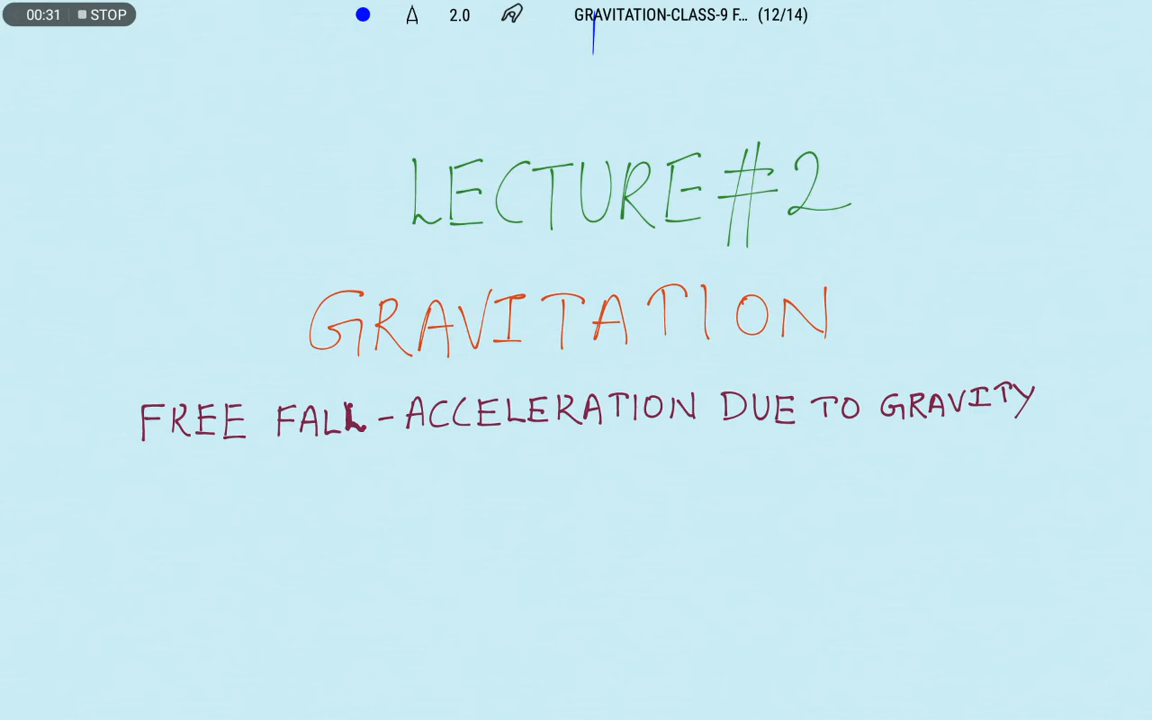 00:31 STOP 2.0 GRAVITATION-CLASS-9 F... (12/14)
LECTURE #2
GRAVITATION
FREE FALL - ACCELERATION DUE TO GRAVITY